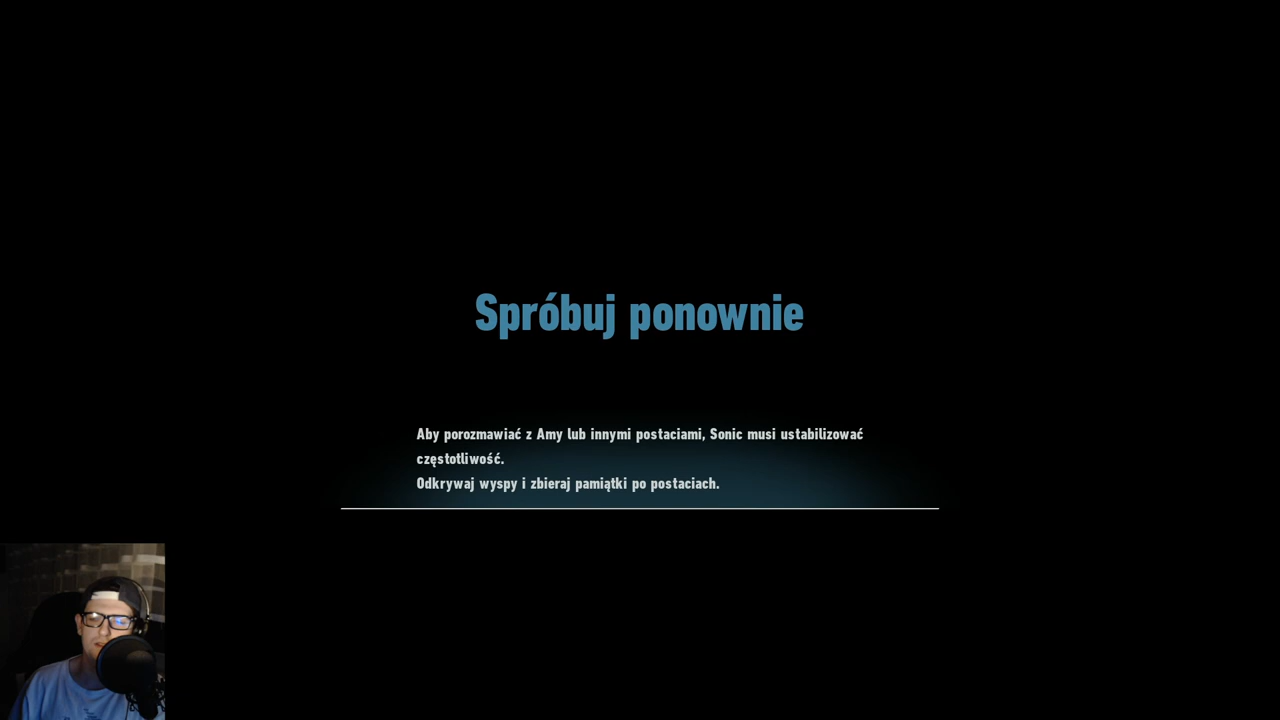 Spróbuj ponownie
Aby porozmawiać z Amy lub innymi postaciami, Sonic musi ustabilizować
częstotliwość.
Odkrywaj wyspy i zbieraj pamiątki po postaciach.